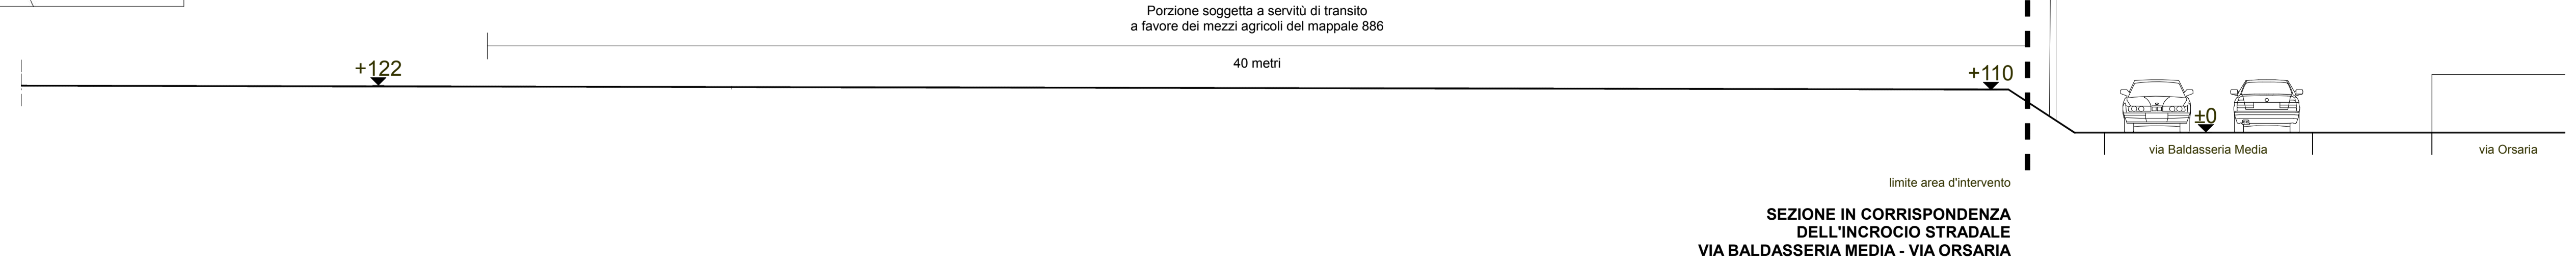 Porzione soggetta a servitù di transito
a favore dei mezzi agricoli del mappale 886
40 metri
+122
+110
±0
via Baldasseria Media
via Orsaria
limite area d'intervento
SEZIONE IN CORRISPONDENZA
DELL'INCROCIO STRADALE
VIA BALDASSERIA MEDIA - VIA ORSARIA